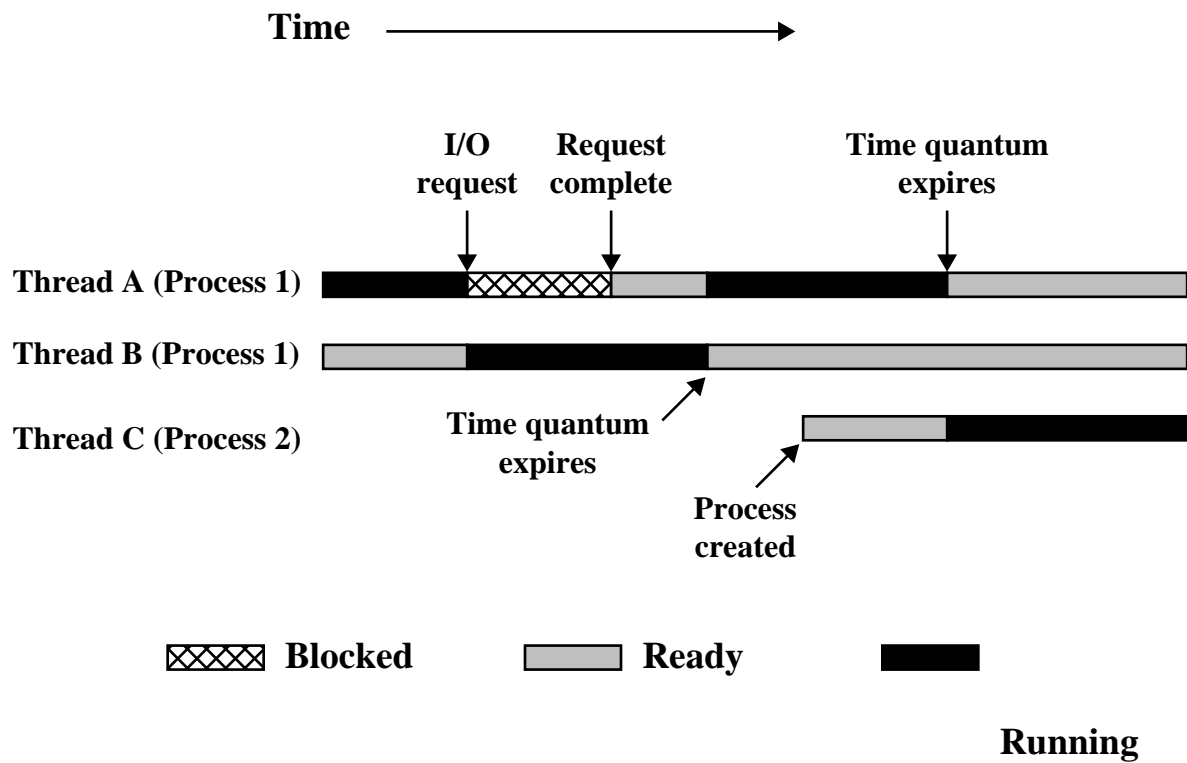 Time
I/O
request
Request
complete
Time quantum
expires
Thread A (Process 1)
Thread B (Process 1)
Thread C (Process 2)
Time quantum
expires
Process
created
Blocked
Ready
Running